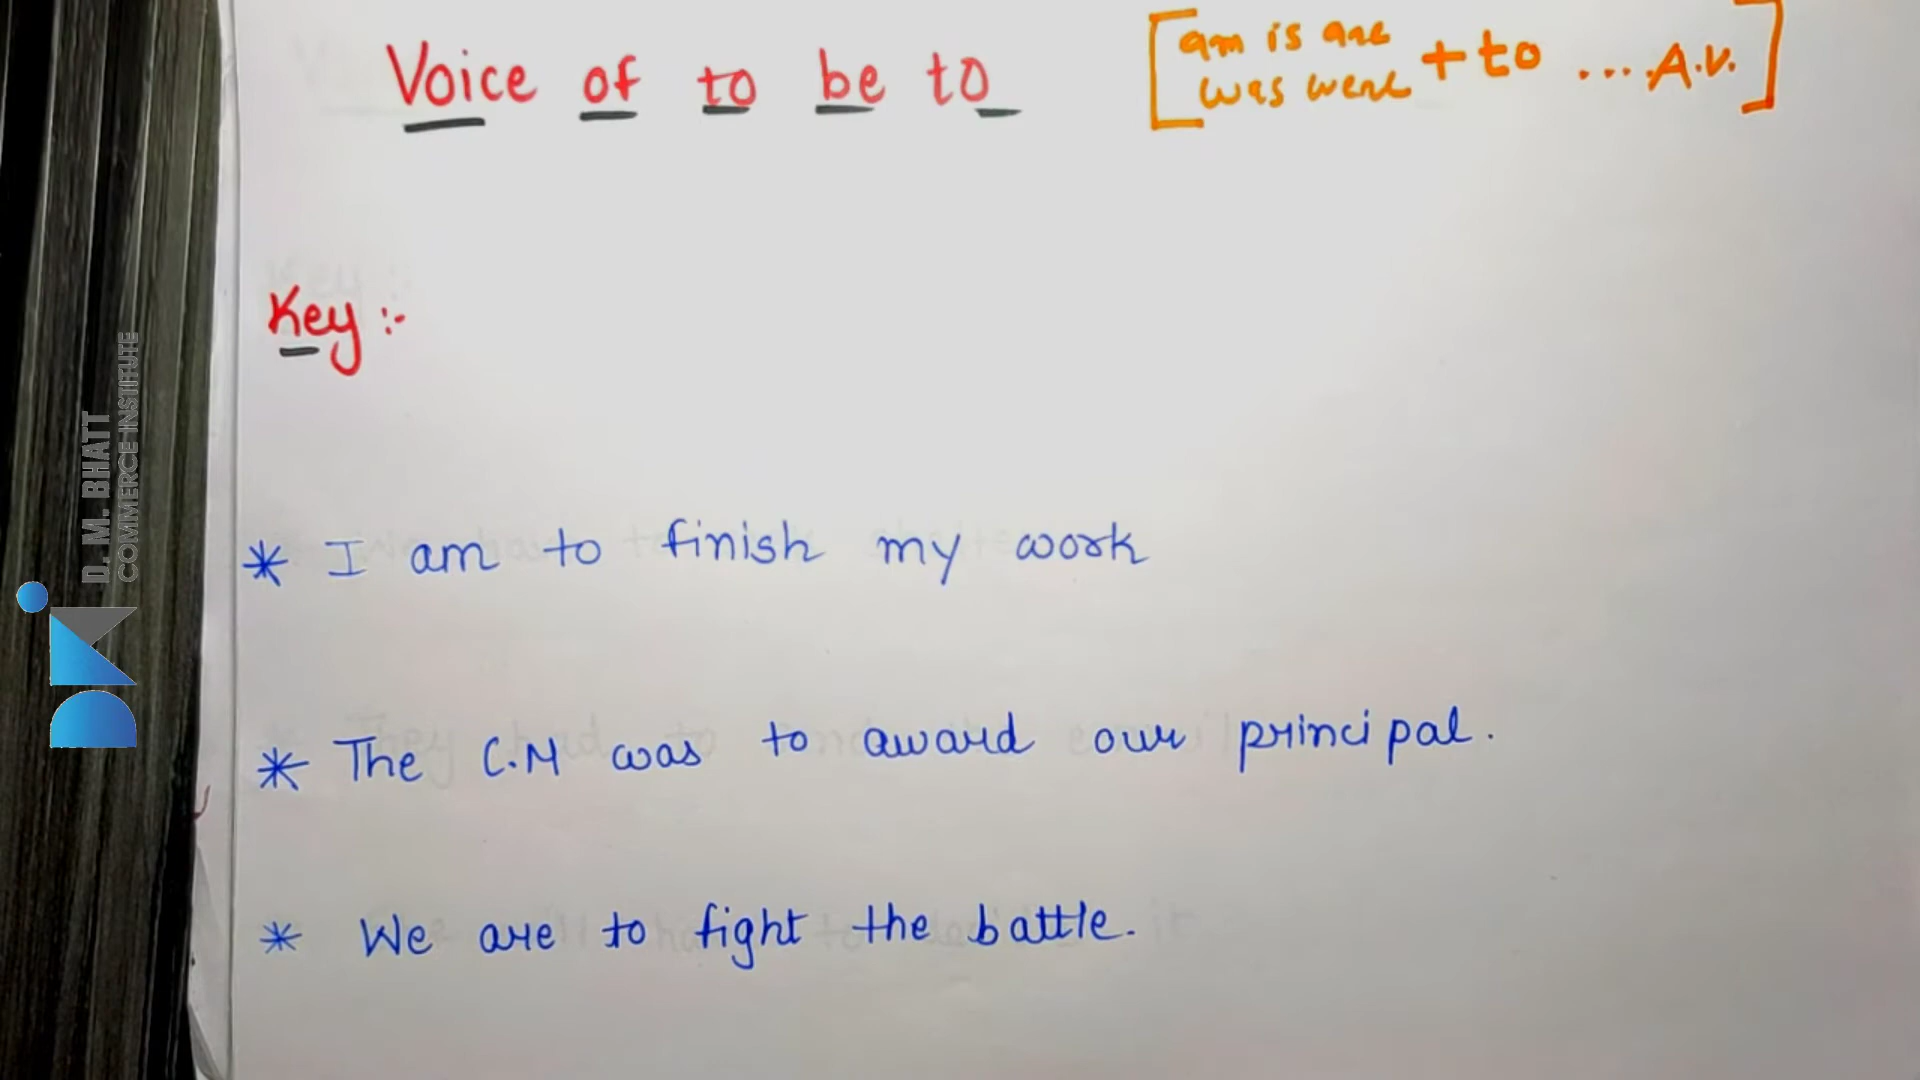 Voice of to be to
[am is are
was were + to ....A.V.]
Key :-
* I am to finish my work
* The C.M was to award our principal.
* We are to fight the battle.
D. M. BHATT
COMMERCE INSTITUTE